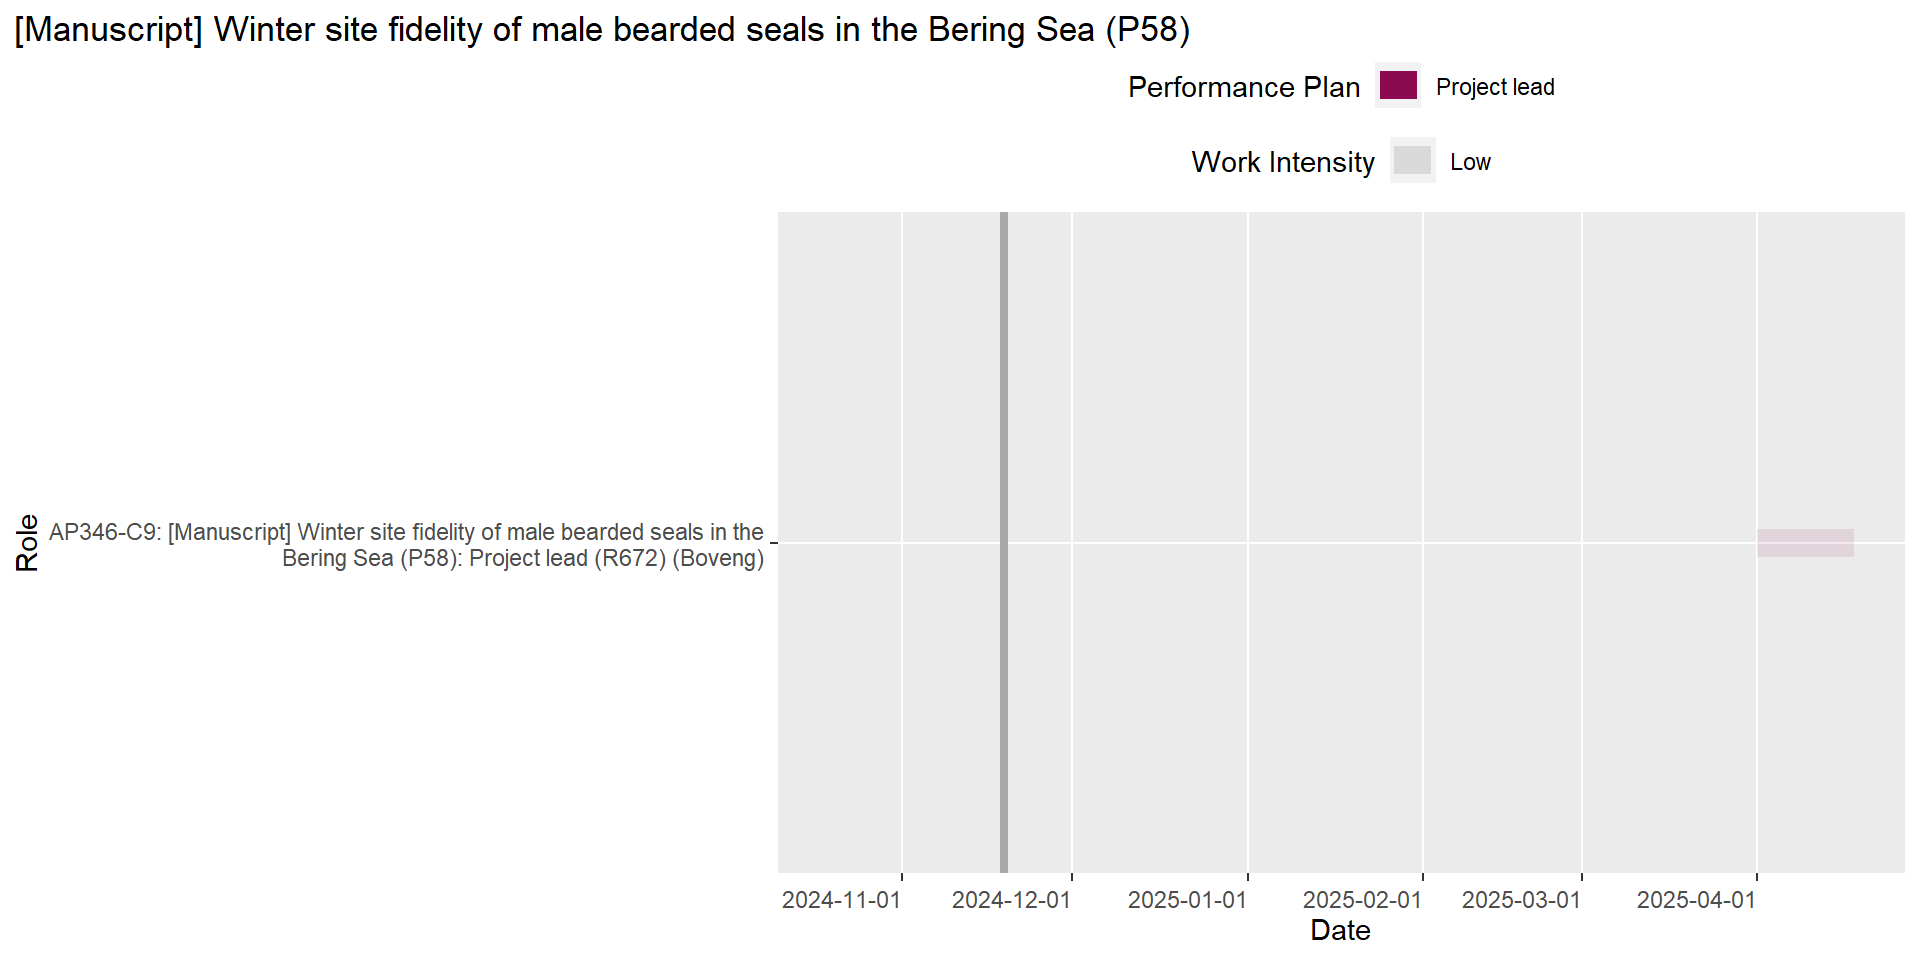 [Manuscript] Winter site fidelity of male bearded seals in the Bering Sea (P58)
Performance Plan
Project lead
Work Intensity
Low
Role
AP346-C9: [Manuscript] Winter site fidelity of male bearded seals in the
Bering Sea (P58): Project lead (R672) (Boveng)
2024-11-01
2024-12-01
2025-01-01
2025-02-01
2025-03-01
2025-04-01
Date